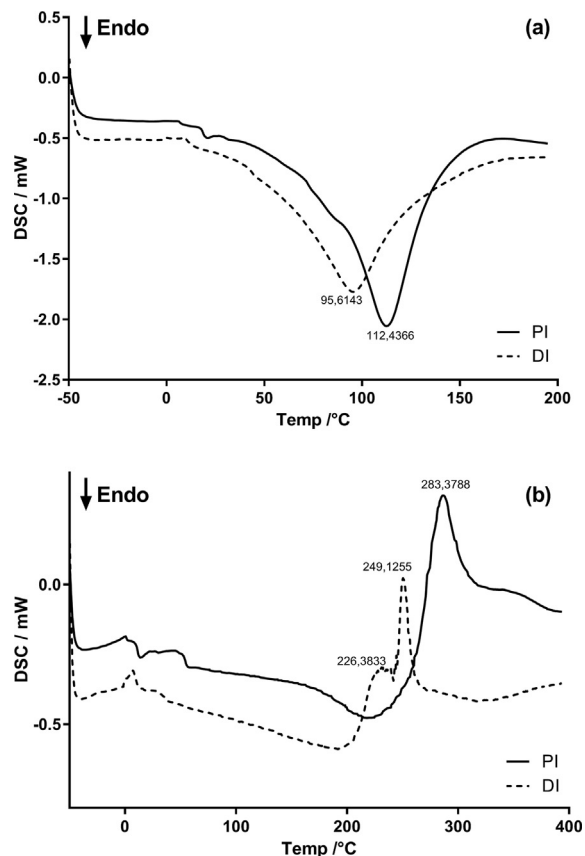 (a)
Endo
0.5
0.0
-0.5
-1.0
-1.5
-2.0
-2.5
DSC / mW
95,6143
112,4366
PI
DI
-50 0 50 100 150 200
Temp /°C
(b)
Endo
283,3788
249,1255
226,3833
0.0
-0.5
DSC / mW
PI
DI
0 100 200 300 400
Temp /°C